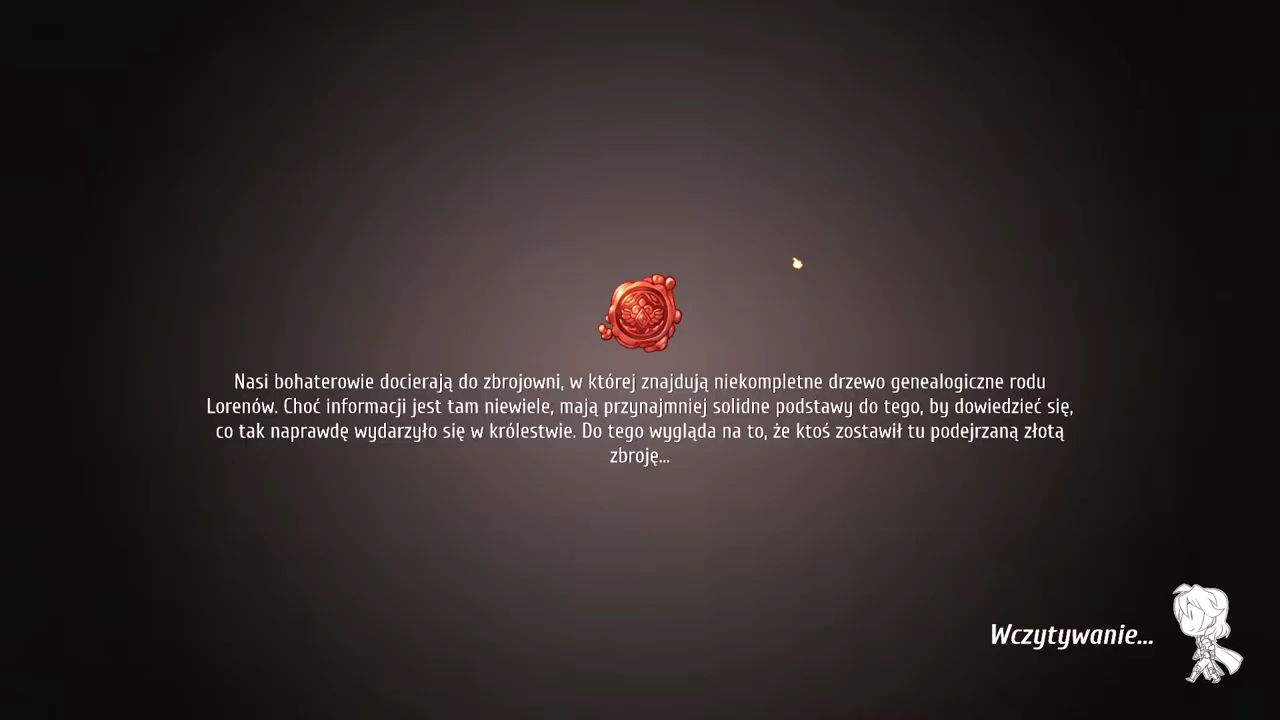 Nasi bohaterowie docierają do zbrojowni, w której znajdują niekompletne drzewo genealogiczne rodu
Lorenów. Choć informacji jest tam niewiele, mają przynajmniej solidne podstawy do tego, by dowiedzieć się,
co tak naprawdę wydarzyło się w królestwie. Do tego wygląda na to, że ktoś zostawił tu podejrzaną złotą
zbroję...
Wczytywanie...